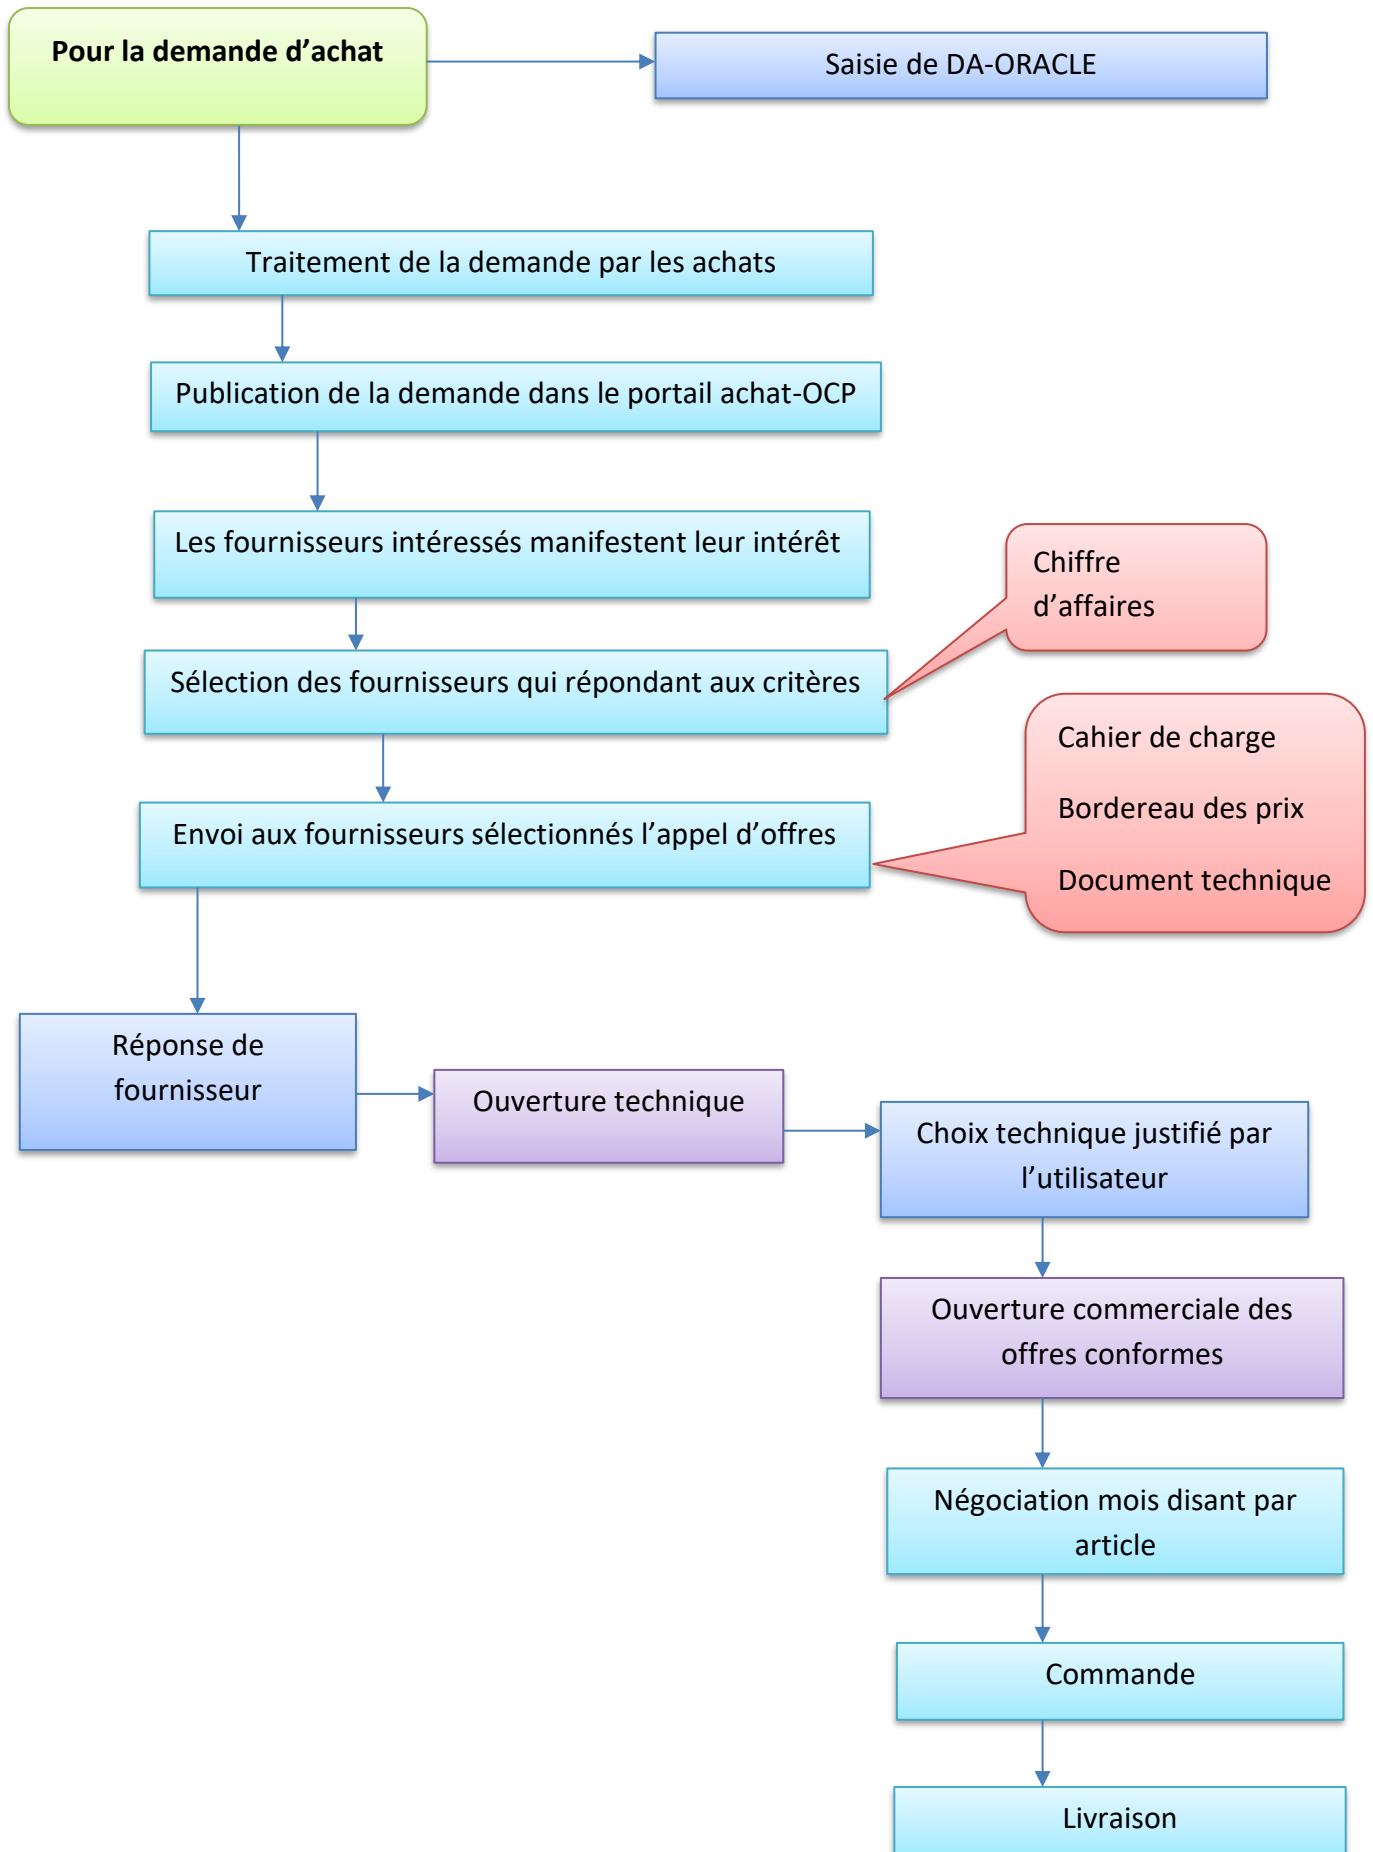 Pour la demande d’achat
Saisie de DA-ORACLE
Traitement de la demande par les achats
Publication de la demande dans le portail achat-OCP
Les fournisseurs intéressés manifestent leur intérêt
Chiffre
d’affaires
Sélection des fournisseurs qui répondant aux critères
Cahier de charge
Bordereau des prix
Document technique
Envoi aux fournisseurs sélectionnés l’appel d’offres
Réponse de
fournisseur
Ouverture technique
Choix technique justifié par
l’utilisateur
Ouverture commerciale des
offres conformes
Négociation mois disant par
article
Commande
Livraison